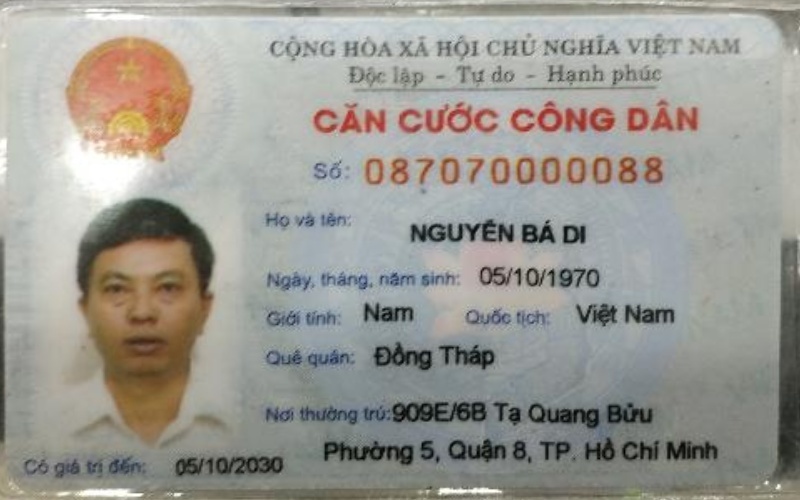 CỘNG HÒA XÃ HỘI CHỦ NGHĨA VIỆT NAM
Độc lập - Tự do - Hạnh phúc
CĂN CƯỚC CÔNG DÂN
Số: 087070000088
Họ và tên: NGUYỄN BÁ DI
Ngày, tháng, năm sinh: 05/10/1970
Giới tính: Nam Quốc tịch: Việt Nam
Quê quán: Đồng Tháp
Nơi thường trú: 909E/6B Tạ Quang Bửu
Phường 5, Quận 8, TP. Hồ Chí Minh
Có giá trị đến: 05/10/2030